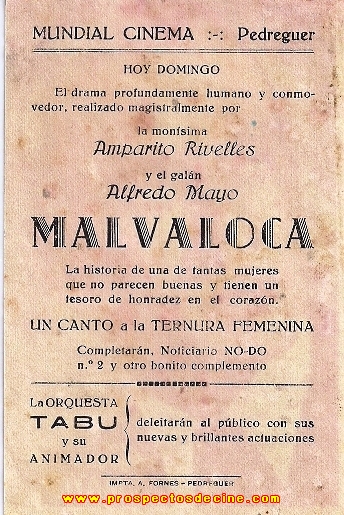 MUNDIAL CINEMA :-: Pedreguer
HOY DOMINGO
El drama profundamente humano y conmo-
vedor, realizado magistralmente por
la monísima
Amparito Rivelles
y el galán
Alfredo Mayo
MALVALOCA
La historia de una de tantas mujeres
que no parecen buenas y tienen un
tesoro de honradez en el corazón.
UN CANTO a la TERNURA FEMENINA
Completarán, Noticiario NO-DO
n.º 2 y otro bonito complemento
La ORQUESTA
TABU
y su
ANIMADOR
deleitarán al público con sus
nuevas y brillantes actuaciones
IMPTA. A. FORNES - PEDREGUER
www.prospectosdecine.com